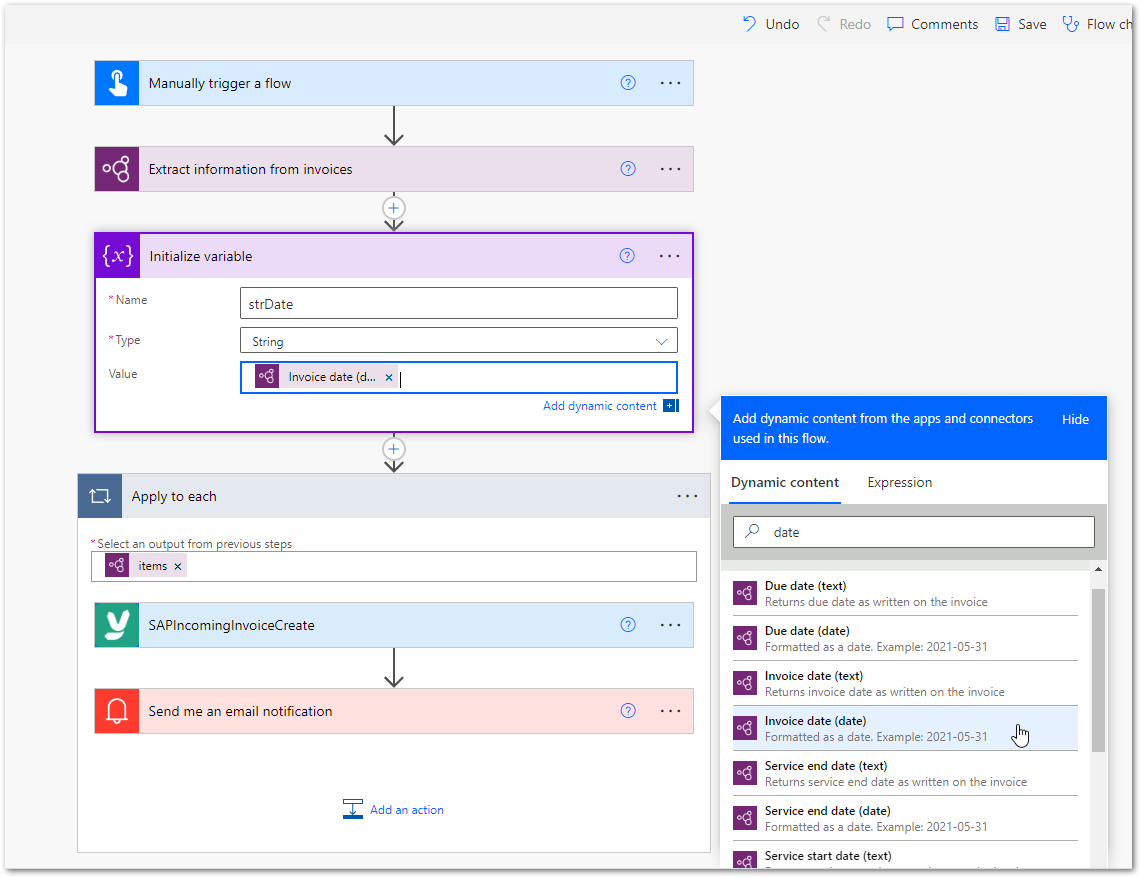 Undo Redo Comments Save Flow ch
Manually trigger a flow
Extract information from invoices
Initialize variable
* Name
strDate
* Type
String
Value
Invoice date (d...
Add dynamic content
Apply to each
* Select an output from previous steps
items
SAPIncomingInvoiceCreate
Send me an email notification
Add an action
Add dynamic content from the apps and connectors
used in this flow.
Hide
Dynamic content Expression
date
Due date (text)
Returns due date as written on the invoice
Due date (date)
Formatted as a date. Example: 2021-05-31
Invoice date (text)
Returns invoice date as written on the invoice
Invoice date (date)
Formatted as a date. Example: 2021-05-31
Service end date (text)
Returns service end date as written on the invoice
Service end date (date)
Formatted as a date. Example: 2021-05-31
Service start date (text)